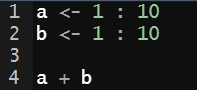 1 a <- 1 : 10
2 b <- 1 : 10
3
4 a + b